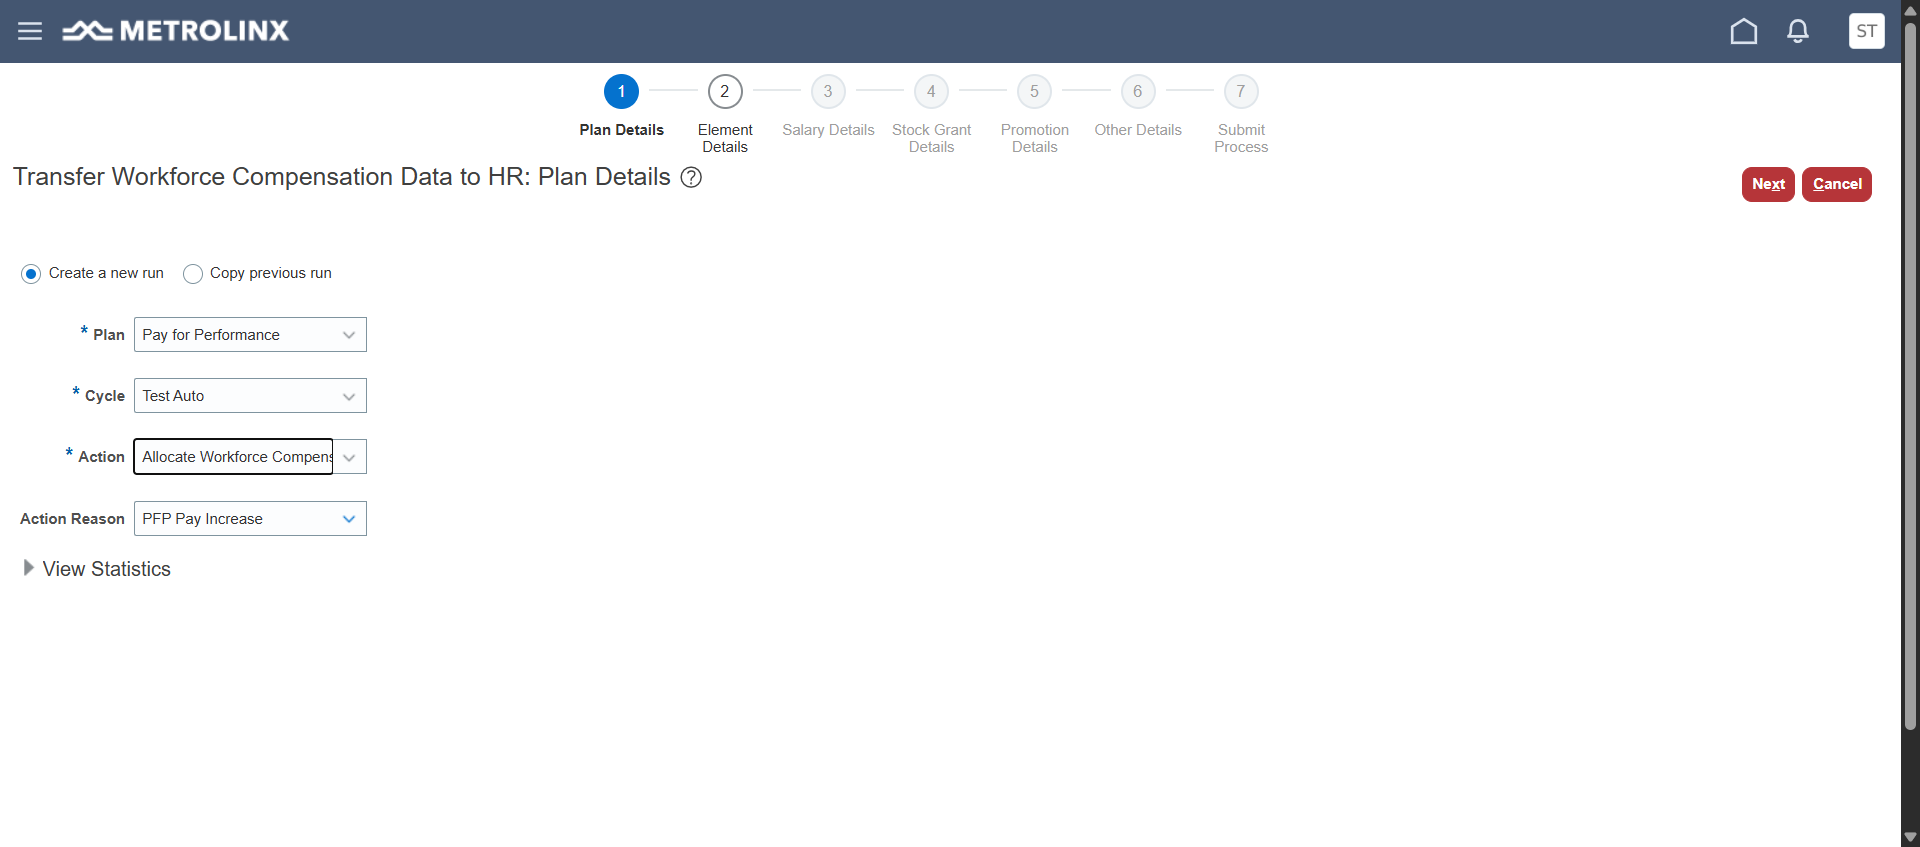 METROLINX
ST
1
2
3
4
5
6
7
Plan Details
Element Details
Salary Details
Stock Grant Details
Promotion Details
Other Details
Submit Process
Transfer Workforce Compensation Data to HR: Plan Details ?
Next
Cancel
Create a new run
Copy previous run
* Plan Pay for Performance
* Cycle Test Auto
* Action Allocate Workforce Compens
Action Reason PFP Pay Increase
View Statistics